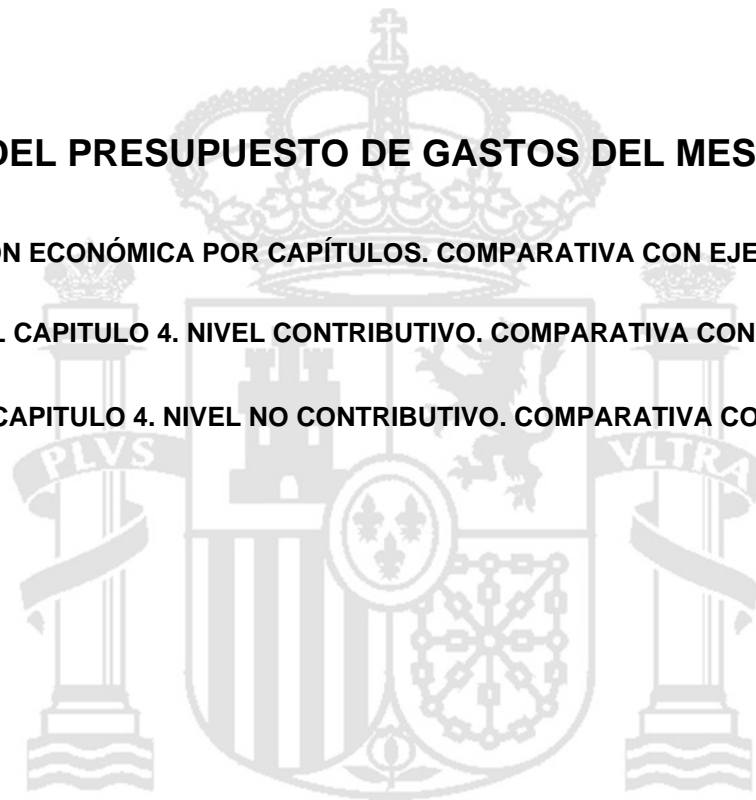 DEL PRESUPUESTO DE GASTOS DEL MES
ÓN ECONÓMICA POR CAPÍTULOS. COMPARATIVA CON EJE
L CAPITULO 4. NIVEL CONTRIBUTIVO. COMPARATIVA CON
CAPITULO 4. NIVEL NO CONTRIBUTIVO. COMPARATIVA CO
PLVS
VLTRA